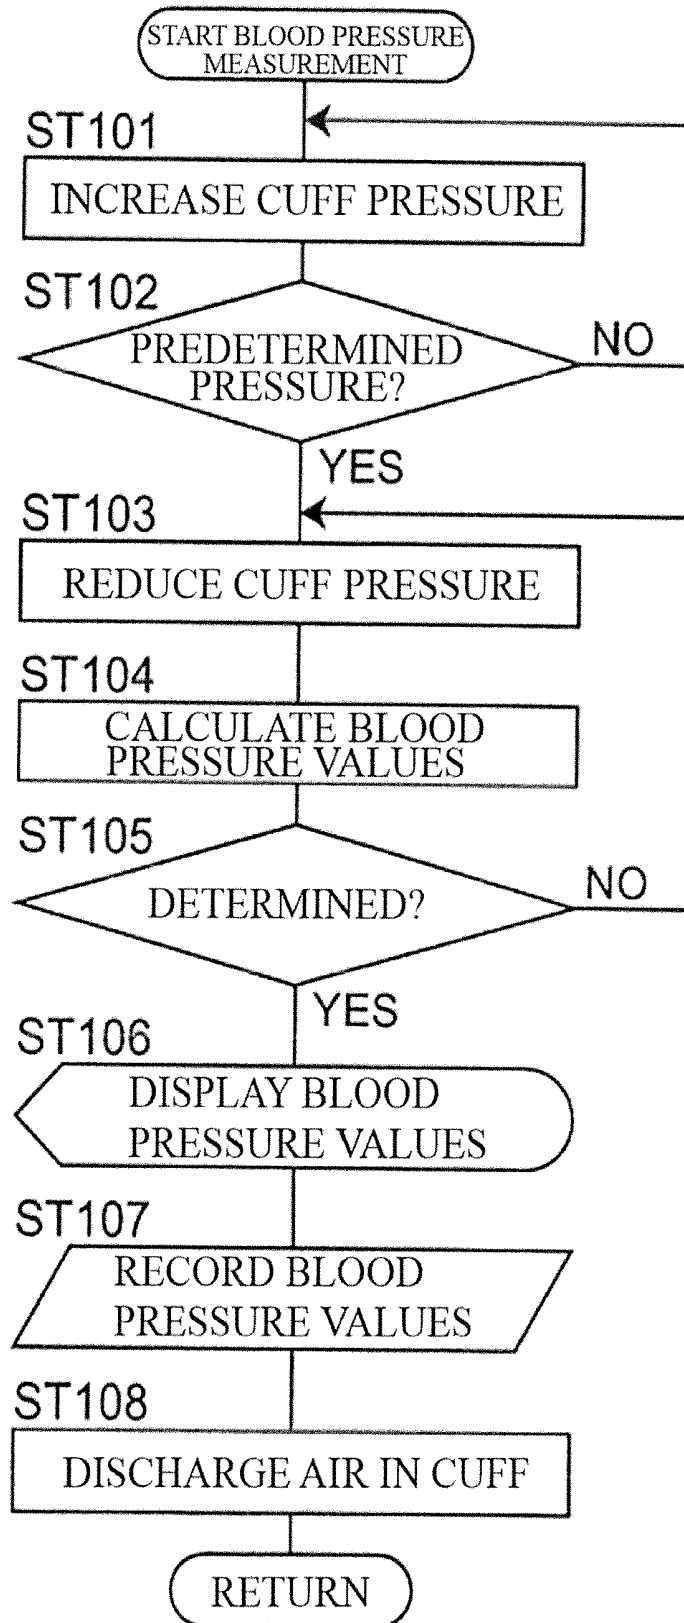 START BLOOD PRESSURE
MEASUREMENT
ST101
INCREASE CUFF PRESSURE
ST102
PREDETERMINED
PRESSURE?
NO
YES
ST103
REDUCE CUFF PRESSURE
ST104
CALCULATE BLOOD
PRESSURE VALUES
ST105
DETERMINED?
NO
YES
ST106
DISPLAY BLOOD
PRESSURE VALUES
ST107
RECORD BLOOD
PRESSURE VALUES
ST108
DISCHARGE AIR IN CUFF
RETURN